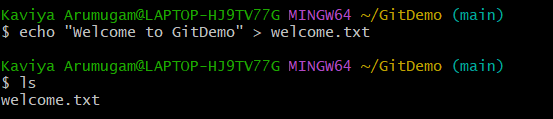 Kaviya Arumugam@LAPTOP-HJ9TV77G MINGW64 ~/GitDemo (main)
$ echo "Welcome to GitDemo" > welcome.txt
Kaviya Arumugam@LAPTOP-HJ9TV77G MINGW64 ~/GitDemo (main)
$ ls
welcome.txt